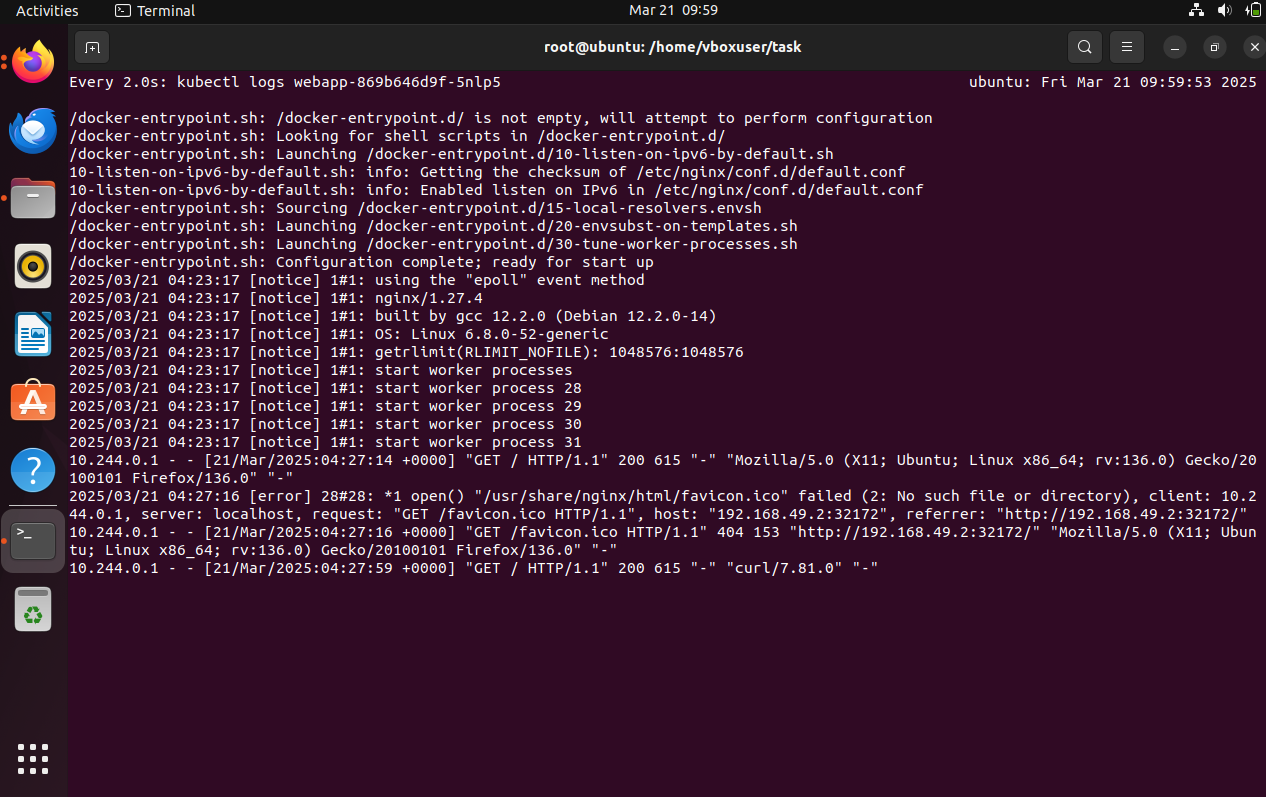 Activities Terminal Mar 21 09:59
root@ubuntu: /home/vboxuser/task
Every 2.0s: kubectl logs webapp-869b646d9f-5nlp5 ubuntu: Fri Mar 21 09:59:53 2025
/docker-entrypoint.sh: /docker-entrypoint.d/ is not empty, will attempt to perform configuration
/docker-entrypoint.sh: Looking for shell scripts in /docker-entrypoint.d/
/docker-entrypoint.sh: Launching /docker-entrypoint.d/10-listen-on-ipv6-by-default.sh
10-listen-on-ipv6-by-default.sh: info: Getting the checksum of /etc/nginx/conf.d/default.conf
10-listen-on-ipv6-by-default.sh: info: Enabled listen on IPv6 in /etc/nginx/conf.d/default.conf
/docker-entrypoint.sh: Sourcing /docker-entrypoint.d/15-local-resolvers.envsh
/docker-entrypoint.sh: Launching /docker-entrypoint.d/20-envsubst-on-templates.sh
/docker-entrypoint.sh: Launching /docker-entrypoint.d/30-tune-worker-processes.sh
/docker-entrypoint.sh: Configuration complete; ready for start up
2025/03/21 04:23:17 [notice] 1#1: using the "epoll" event method
2025/03/21 04:23:17 [notice] 1#1: nginx/1.27.4
2025/03/21 04:23:17 [notice] 1#1: built by gcc 12.2.0 (Debian 12.2.0-14)
2025/03/21 04:23:17 [notice] 1#1: OS: Linux 6.8.0-52-generic
2025/03/21 04:23:17 [notice] 1#1: getrlimit(RLIMIT_NOFILE): 1048576:1048576
2025/03/21 04:23:17 [notice] 1#1: start worker processes
2025/03/21 04:23:17 [notice] 1#1: start worker process 28
2025/03/21 04:23:17 [notice] 1#1: start worker process 29
2025/03/21 04:23:17 [notice] 1#1: start worker process 30
2025/03/21 04:23:17 [notice] 1#1: start worker process 31
10.244.0.1 - - [21/Mar/2025:04:27:14 +0000] "GET / HTTP/1.1" 200 615 "-" "Mozilla/5.0 (X11; Ubuntu; Linux x86_64; rv:136.0) Gecko/20
100101 Firefox/136.0" "-"
2025/03/21 04:27:16 [error] 28#28: *1 open() "/usr/share/nginx/html/favicon.ico" failed (2: No such file or directory), client: 10.2
44.0.1, server: localhost, request: "GET /favicon.ico HTTP/1.1", host: "192.168.49.2:32172", referrer: "http://192.168.49.2:32172/"
10.244.0.1 - - [21/Mar/2025:04:27:16 +0000] "GET /favicon.ico HTTP/1.1" 404 153 "http://192.168.49.2:32172/" "Mozilla/5.0 (X11; Ubun
tu; Linux x86_64; rv:136.0) Gecko/20100101 Firefox/136.0" "-"
10.244.0.1 - - [21/Mar/2025:04:27:59 +0000] "GET / HTTP/1.1" 200 615 "-" "curl/7.81.0" "-"